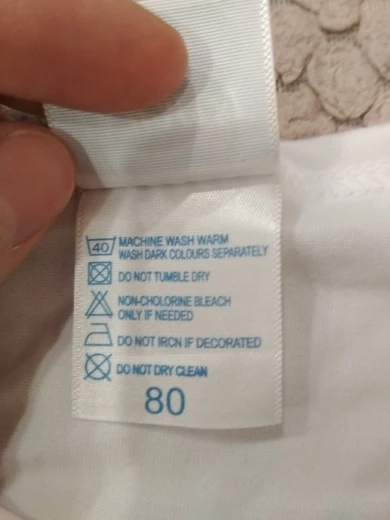 40 MACHINE WASH WARM
WASH DARK COLOURS SEPARATELY
DO NOT TUMBLE DRY
NON-CHOLORINE BLEACH
ONLY IF NEEDED
DO NOT IRCN IF DECORATED
DO NOT DRY CLEAN
80